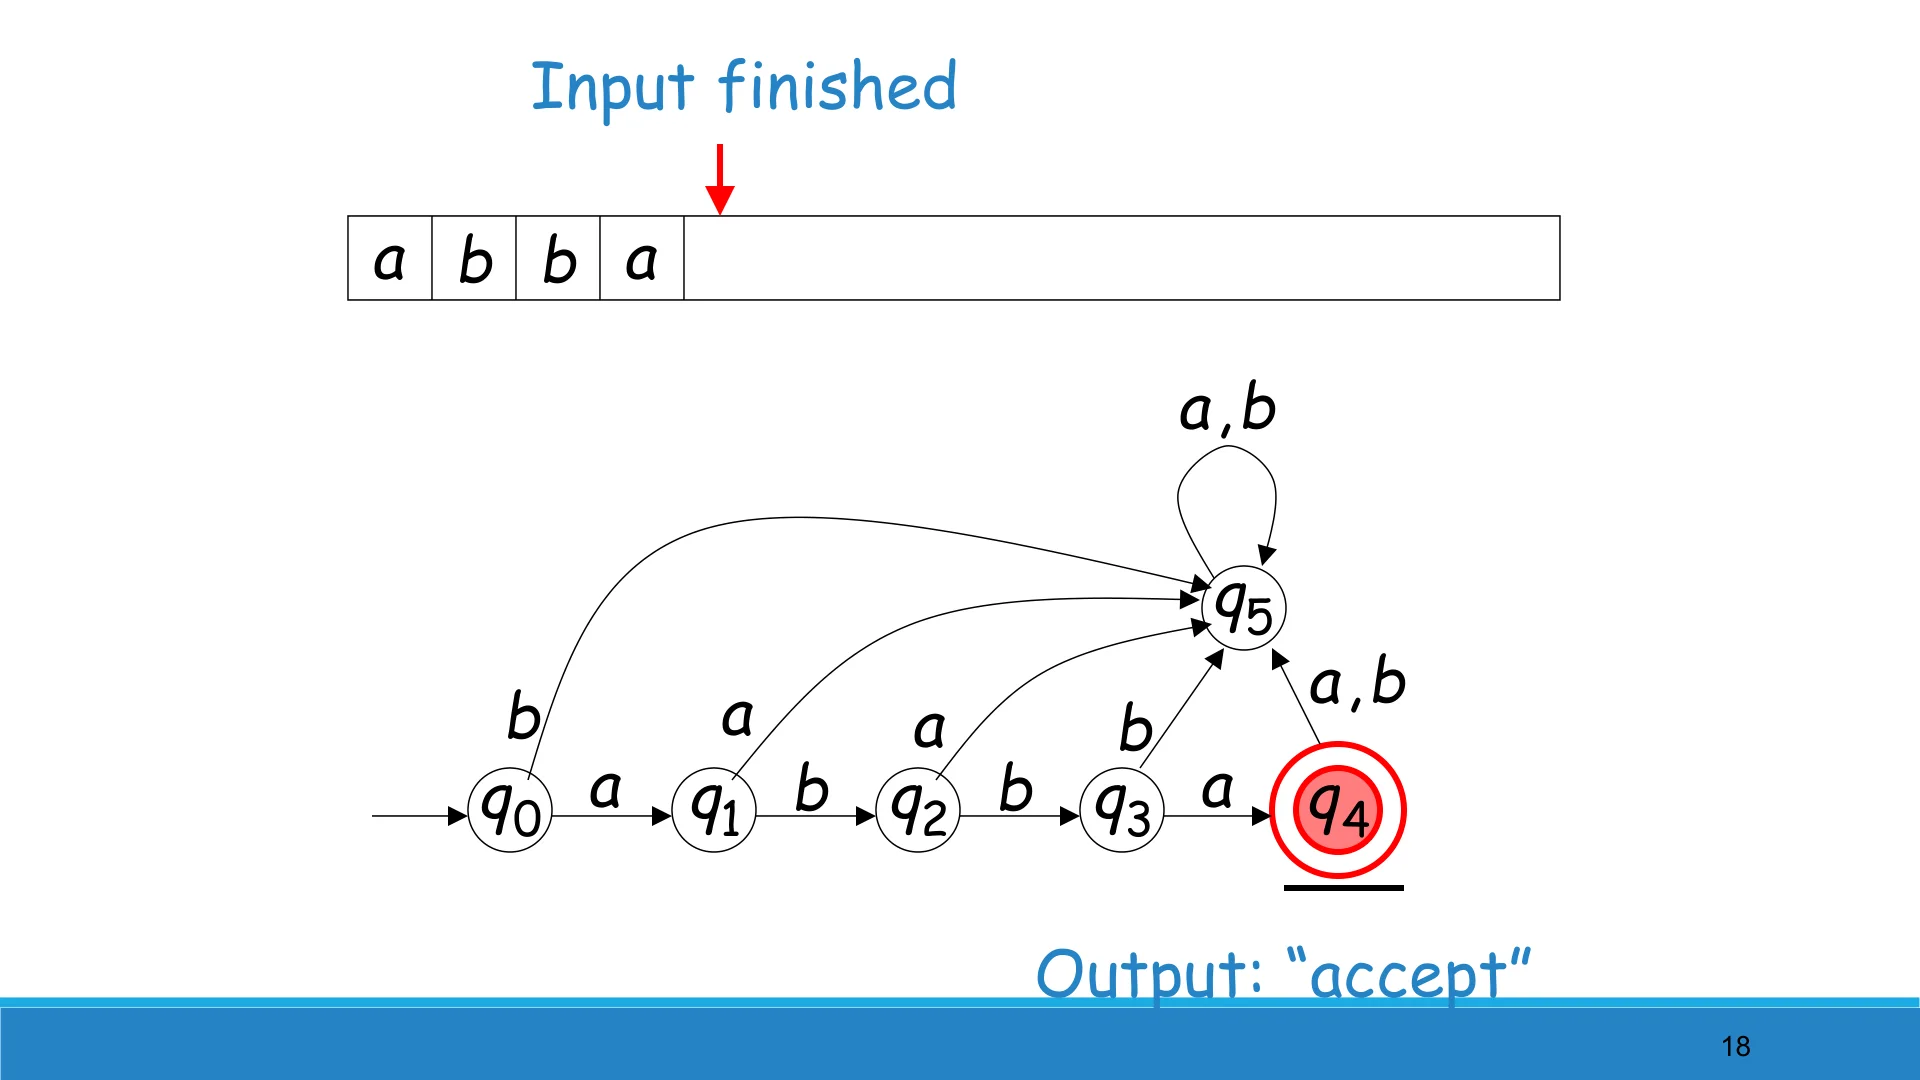 Input finished
a b b a
a,b
q5
a,b
b a a b
a b b a
q0 q1 q2 q3 q4
Output: “accept”
18